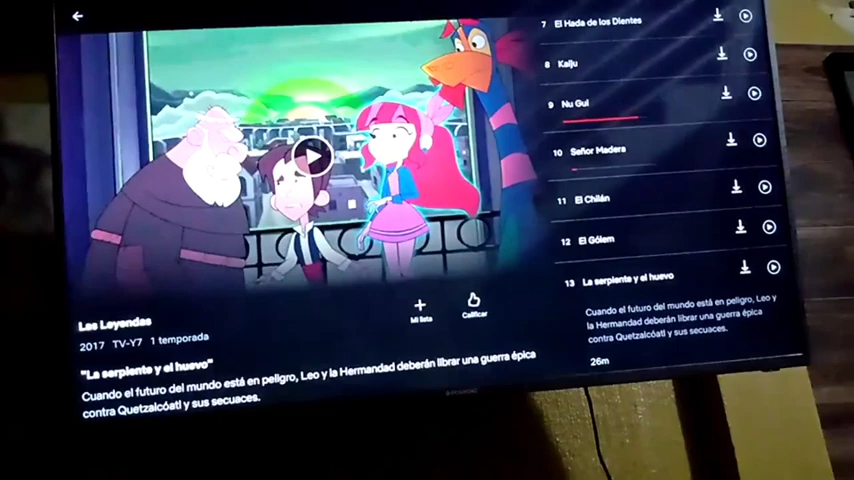 7 El Hada de los Dientes
8 Kaiju
9 Nu Gui
10 Señor Madera
11 El Chilán
12 El Gólem
13 La serpiente y el huevo
Cuando el futuro del mundo está en peligro, Leo y
la Hermandad deberán librar una guerra épica
contra Quetzalcóatl y sus secuaces.
26m
Mi lista
Calificar
Las Leyendas
2017 TV-Y7 1 temporada
"La serpiente y el huevo"
Cuando el futuro del mundo está en peligro, Leo y la Hermandad deberán librar una guerra épica
contra Quetzalcóatl y sus secuaces.